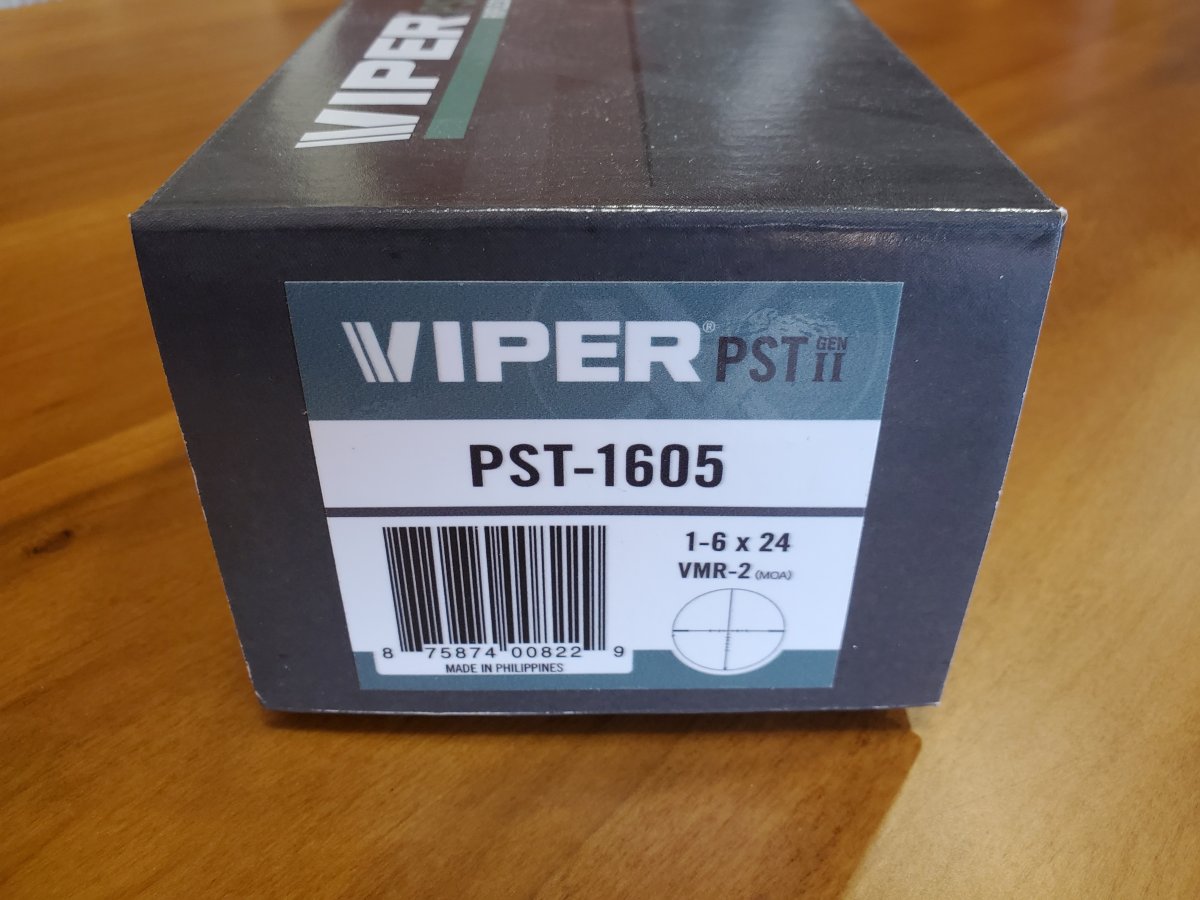 VIPER
VIPER® PST GEN II
PST-1605
1-6 x 24
VMR-2 (MOA)
8 75874 00822 9
MADE IN PHILIPPINES